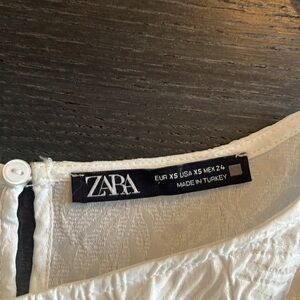 ZARA
EUR XS USA XS MEX 24
MADE IN TURKEY